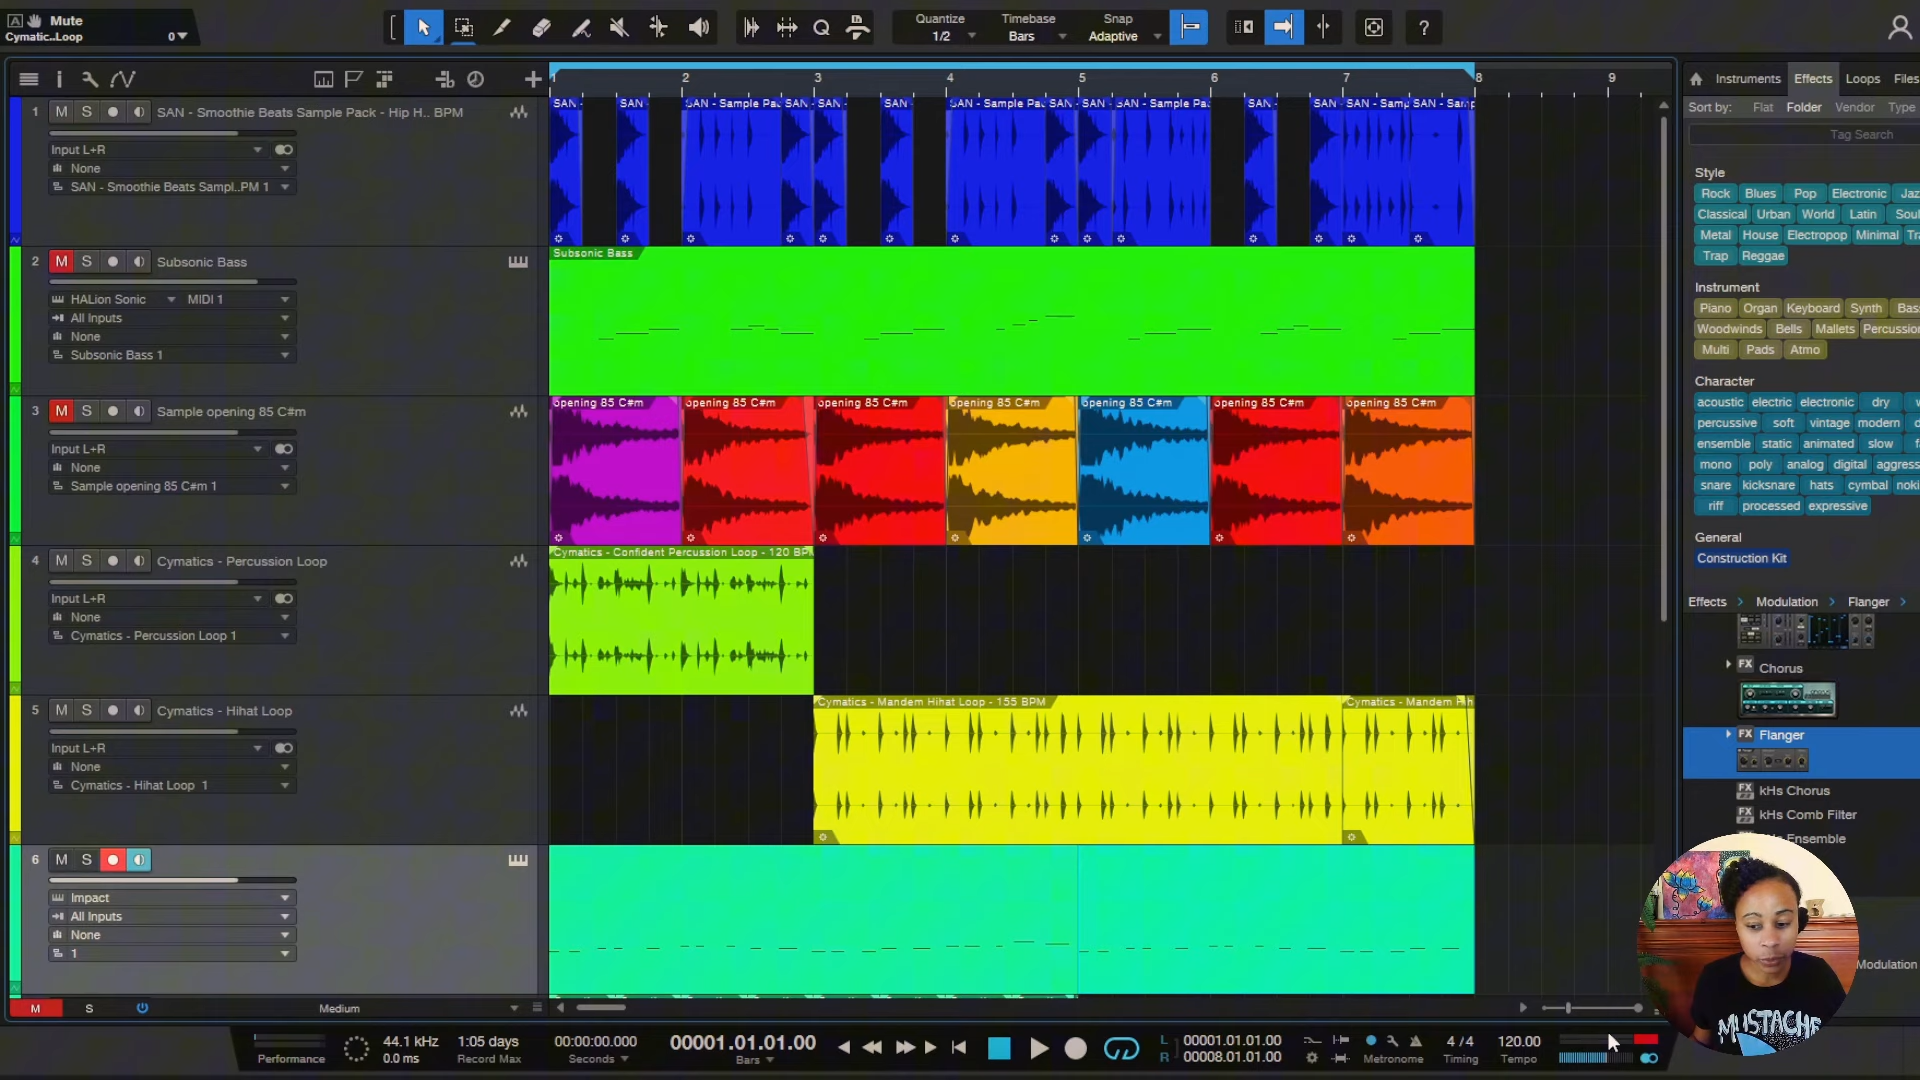 Mute
Cymatic..Loop
0
Quantize
1/2
Timebase
Bars
Snap
Adaptive
Q
?
1 2 3 4 5 6 7 8 9
Instruments Effects Loops Files
Sort by: Flat Folder Vendor Type
Tag Search
1 M S SAN - Smoothie Beats Sample Pack - Hip H.. BPM
Input L+R
None
SAN - Smoothie Beats Sampl..PM 1
SAN - SAN - SAN - Sample Pac SAN - SAN - SAN - SAN - Sample Pac SAN - SAN - SAN - Sample Pac SAN - SAN - SAN - Samp SAN - Samp
2 M S Subsonic Bass
HALion Sonic MIDI 1
All Inputs
None
Subsonic Bass 1
Subsonic Bass
3 M S Sample opening 85 C#m
Input L+R
None
Sample opening 85 C#m 1
opening 85 C#m opening 85 C#m opening 85 C#m opening 85 C#m opening 85 C#m opening 85 C#m opening 85 C#m
4 M S Cymatics - Percussion Loop
Input L+R
None
Cymatics - Percussion Loop 1
Cymatics - Confident Percussion Loop - 120 BPM
5 M S Cymatics - Hihat Loop
Input L+R
None
Cymatics - Hihat Loop 1
Cymatics - Mandem Hihat Loop - 155 BPM
Cymatics - Mandem
6 M S
Impact
All Inputs
None
1
M S Medium
Style
Rock Blues Pop Electronic Jaz
Classical Urban World Latin Soul
Metal House Electropop Minimal Tra
Trap Reggae
Instrument
Piano Organ Keyboard Synth Bas
Woodwinds Bells Mallets Percussion
Multi Pads Atmo
Character
acoustic electric electronic dry
percussive soft vintage modern
ensemble static animated slow
mono poly analog digital aggress
snare kicksnare hats cymbal
riff processed expressive
General
Construction Kit
Effects Modulation Flanger
FX Chorus
FX Flanger
FX kHs Chorus
FX kHs Comb Filter
Ensemble
Modulation
MUSTACHE
Performance
44.1 kHz
0.0 ms
1:05 days
Record Max
00:00:00.000
Seconds
00001.01.01.00
Bars
L 00001.01.01.00
R 00008.01.01.00
Metronome
4 / 4
Timing
120.00
Tempo